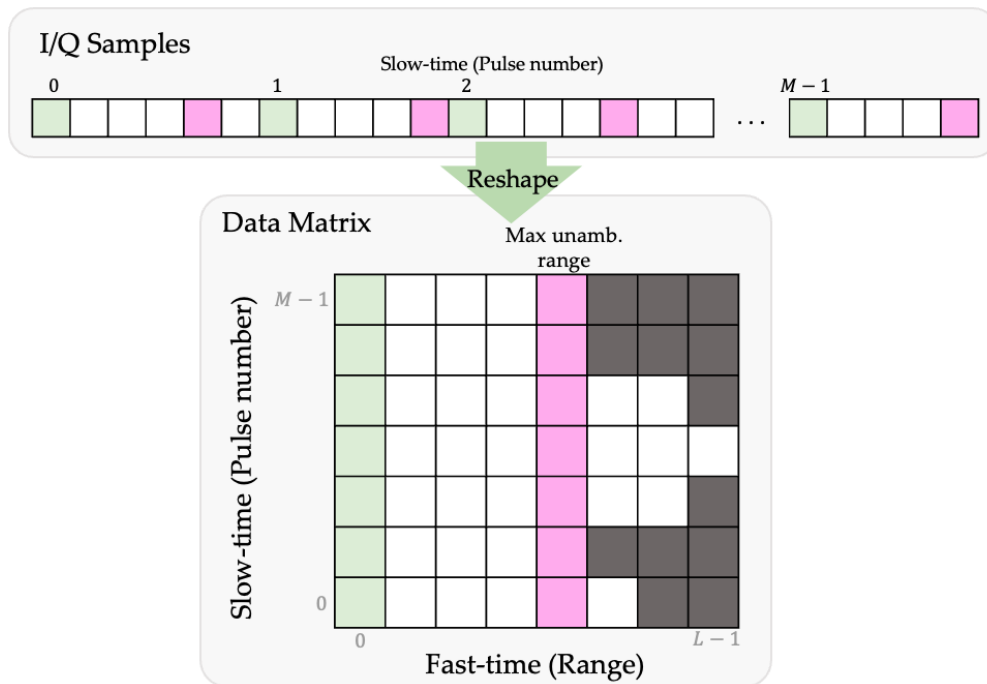 I/Q Samples
Slow-time (Pulse number)
0
1
2
M − 1
. . .
Reshape
Data Matrix
Max unamb.
range
Slow-time (Pulse number)
M − 1
0
0
L − 1
Fast-time (Range)